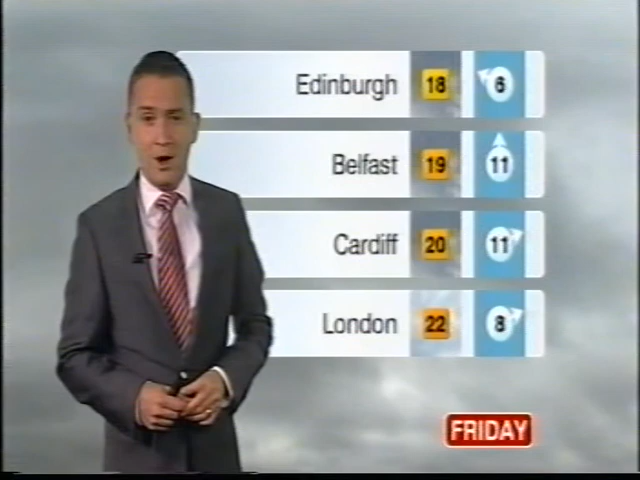 Edinburgh 18 6
Belfast 19 11
Cardiff 20 11
London 22 8
FRIDAY